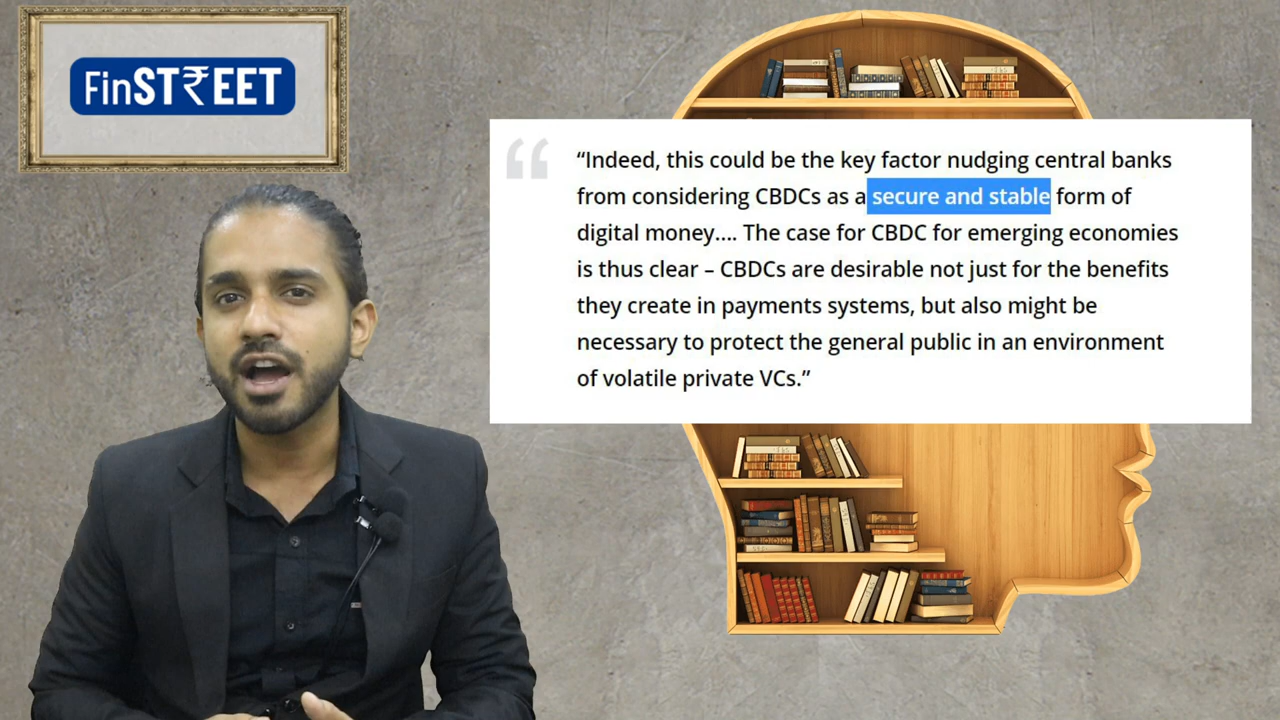 FinST₹EET
“Indeed, this could be the key factor nudging central banks
from considering CBDCs as a secure and stable form of
digital money.... The case for CBDC for emerging economies
is thus clear – CBDCs are desirable not just for the benefits
they create in payments systems, but also might be
necessary to protect the general public in an environment
of volatile private VCs.”